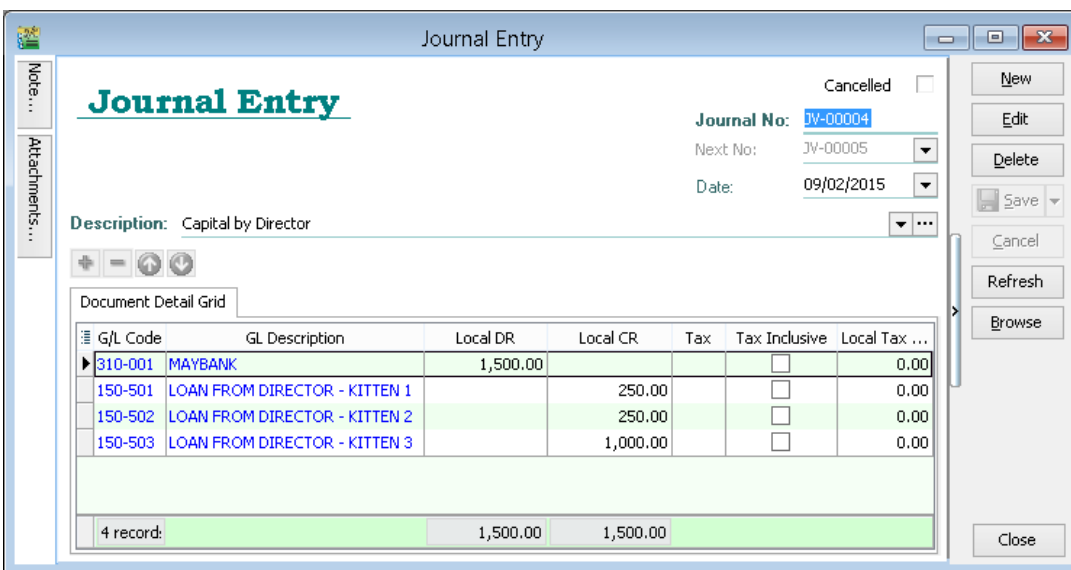 Journal Entry
Note...
Attachments...
Journal Entry
Cancelled
Journal No: JV-00004
Next No: JV-00005
Date: 09/02/2015
Description: Capital by Director
Document Detail Grid
G/L Code GL Description Local DR Local CR Tax Tax Inclusive Local Tax ...
310-001 MAYBANK 1,500.00 0.00
150-501 LOAN FROM DIRECTOR - KITTEN 1 250.00 0.00
150-502 LOAN FROM DIRECTOR - KITTEN 2 250.00 0.00
150-503 LOAN FROM DIRECTOR - KITTEN 3 1,000.00 0.00
4 record: 1,500.00 1,500.00
New
Edit
Delete
Save
Cancel
Refresh
Browse
Close